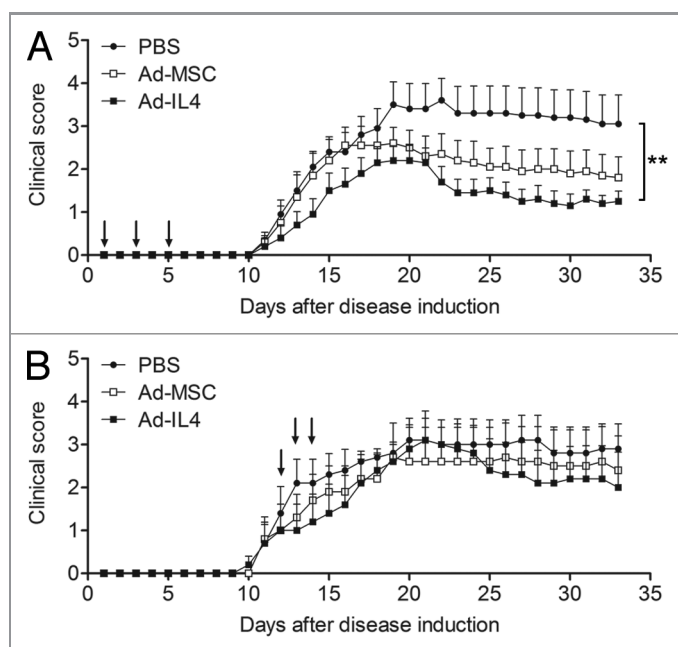 A
PBS
Ad-MSC
Ad-IL4
Clinical score
5
4
3
2
1
0
**
0 5 10 15 20 25 30 35
Days after disease induction
B
PBS
Ad-MSC
Ad-IL4
Clinical score
5
4
3
2
1
0
0 5 10 15 20 25 30 35
Days after disease induction